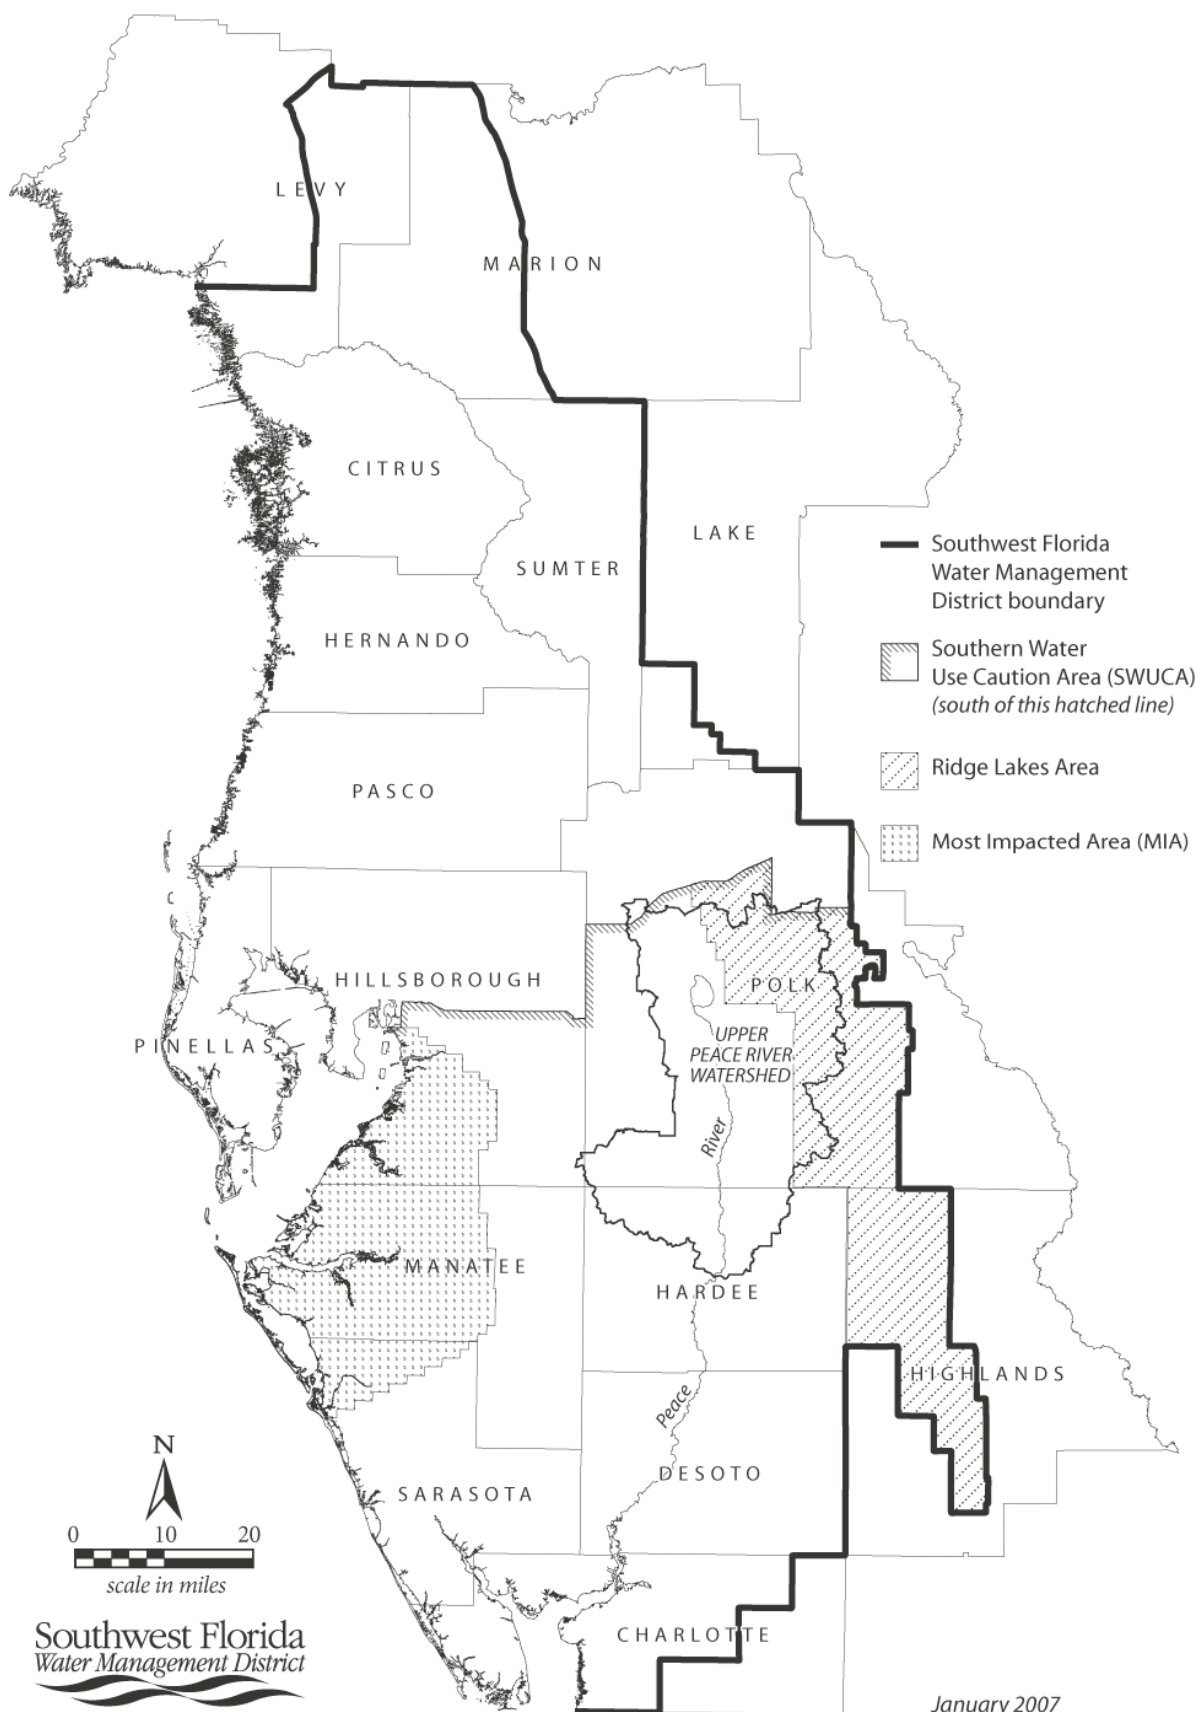 LEVY
MARION
CITRUS
LAKE
SUMTER
Southwest Florida
Water Management
District boundary
HERNANDO
Southern Water
Use Caution Area (SWUCA)
(south of this hatched line)
Ridge Lakes Area
PASCO
Most Impacted Area (MIA)
HILLSBOROUGH
POLK
PINELLAS
UPPER
PEACE RIVER
WATERSHED
River
MANATEE
HARDEE
HIGHLANDS
Peace
N
DESOTO
SARASOTA
0 10 20
scale in miles
Southwest Florida
Water Management District
CHARLOTTE
January 2007